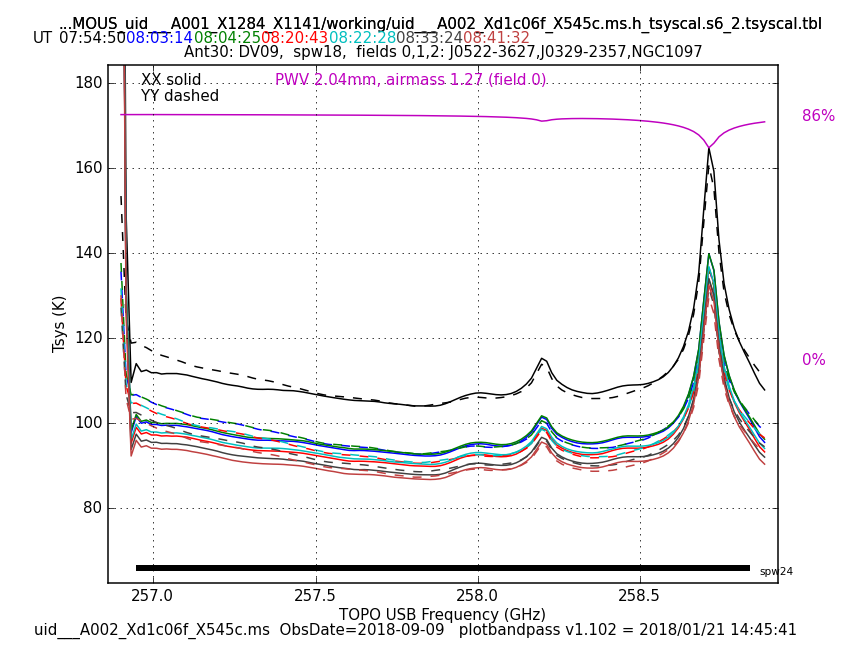 ...MOUS_uid___A001_X1284_X1141/working/uid___A002_Xd1c06f_X545c.ms.h_tsyscal.s6_2.tsyscal.tbl
UT 07:54:50 08:03:14 08:04:25 08:20:43 08:22:28 08:33:24 08:41:32
Ant30: DV09,  spw18,  fields 0,1,2: J0522-3627,J0329-2357,NGC1097
XX solid
PWV 2.04mm, airmass 1.27 (field 0)
YY dashed
180
160
140
120
100
80
Tsys (K)
86%
0%
spw24
257.0 257.5 258.0 258.5
TOPO USB Frequency (GHz)
uid___A002_Xd1c06f_X545c.ms  ObsDate=2018-09-09   plotbandpass v1.102 = 2018/01/21 14:45:41